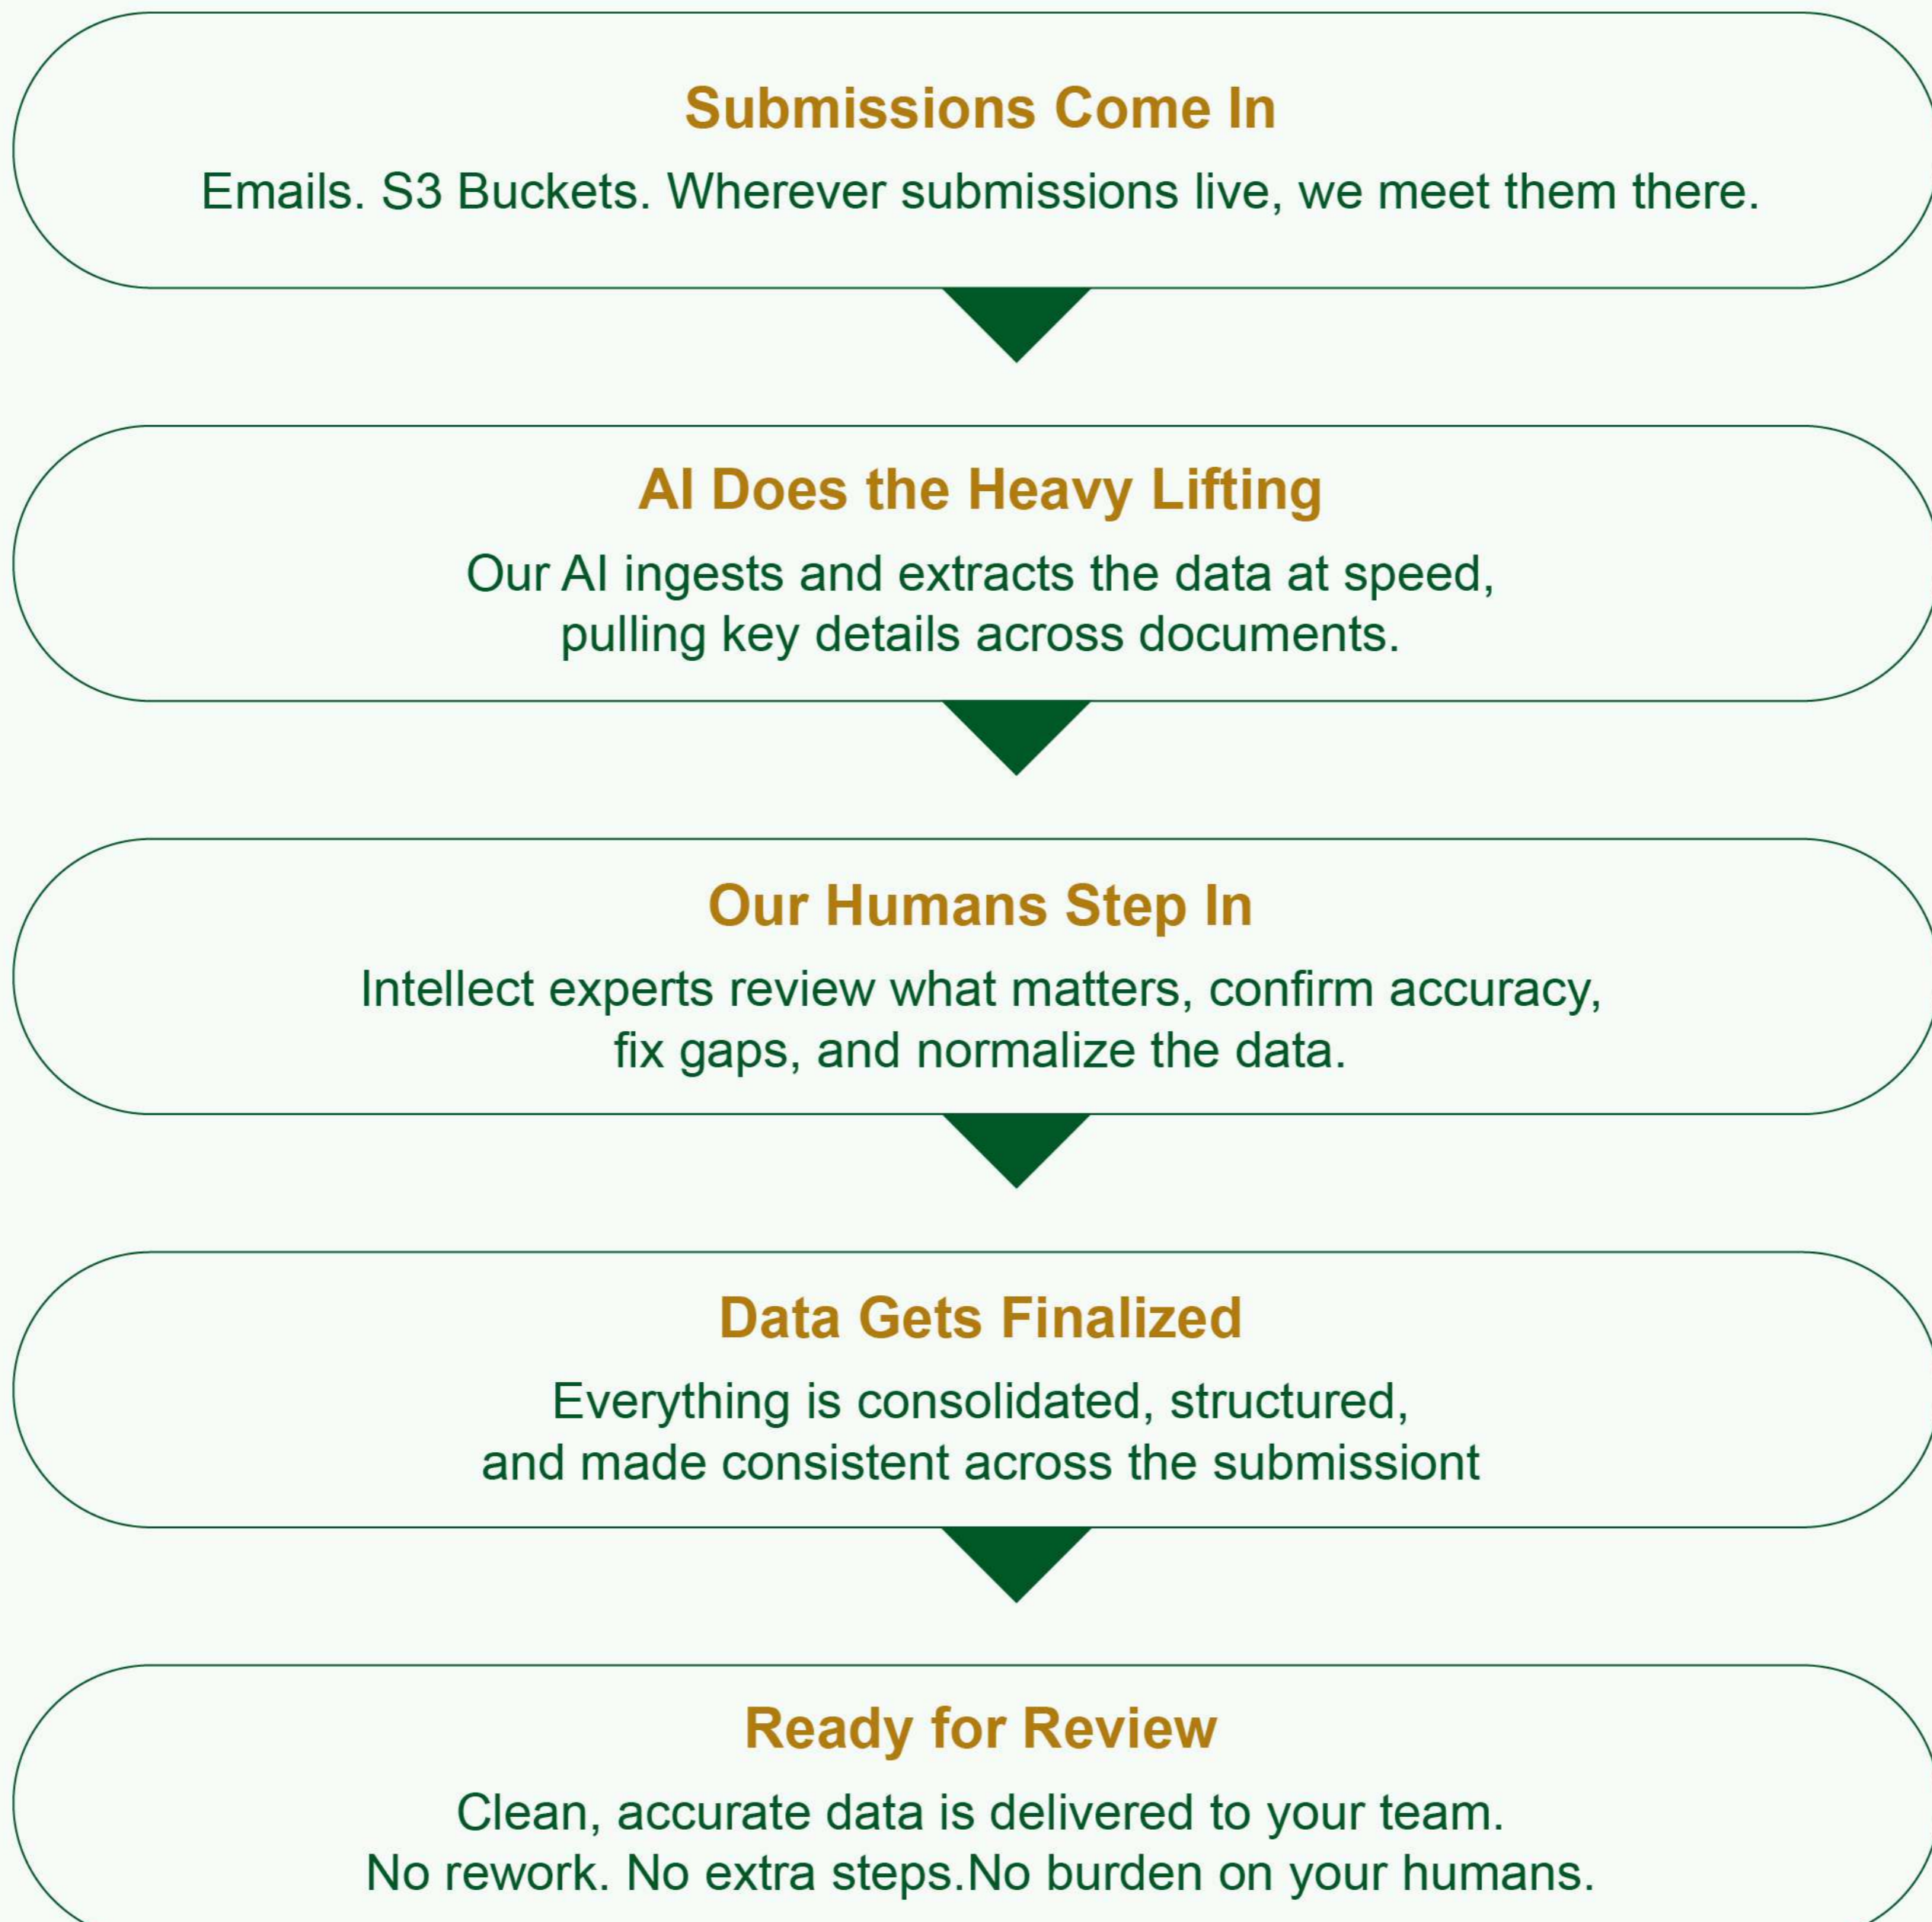 Submissions Come In
Emails. S3 Buckets. Wherever submissions live, we meet them there.
AI Does the Heavy Lifting
Our AI ingests and extracts the data at speed,
pulling key details across documents.
Our Humans Step In
Intellect experts review what matters, confirm accuracy,
fix gaps, and normalize the data.
Data Gets Finalized
Everything is consolidated, structured,
and made consistent across the submissiont
Ready for Review
Clean, accurate data is delivered to your team.
No rework. No extra steps.No burden on your humans.